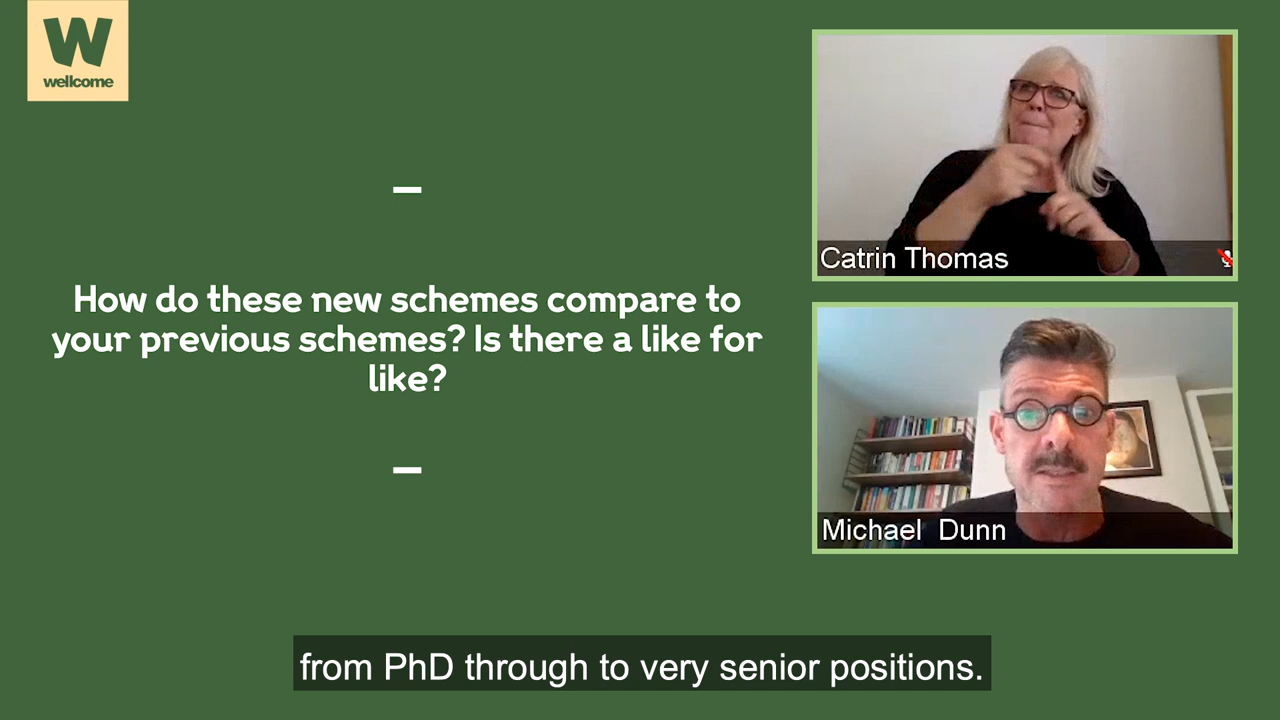 W
wellcome
How do these new schemes compare to
your previous schemes? Is there a like for
like?
Catrin Thomas
Michael Dunn
from PhD through to very senior positions.